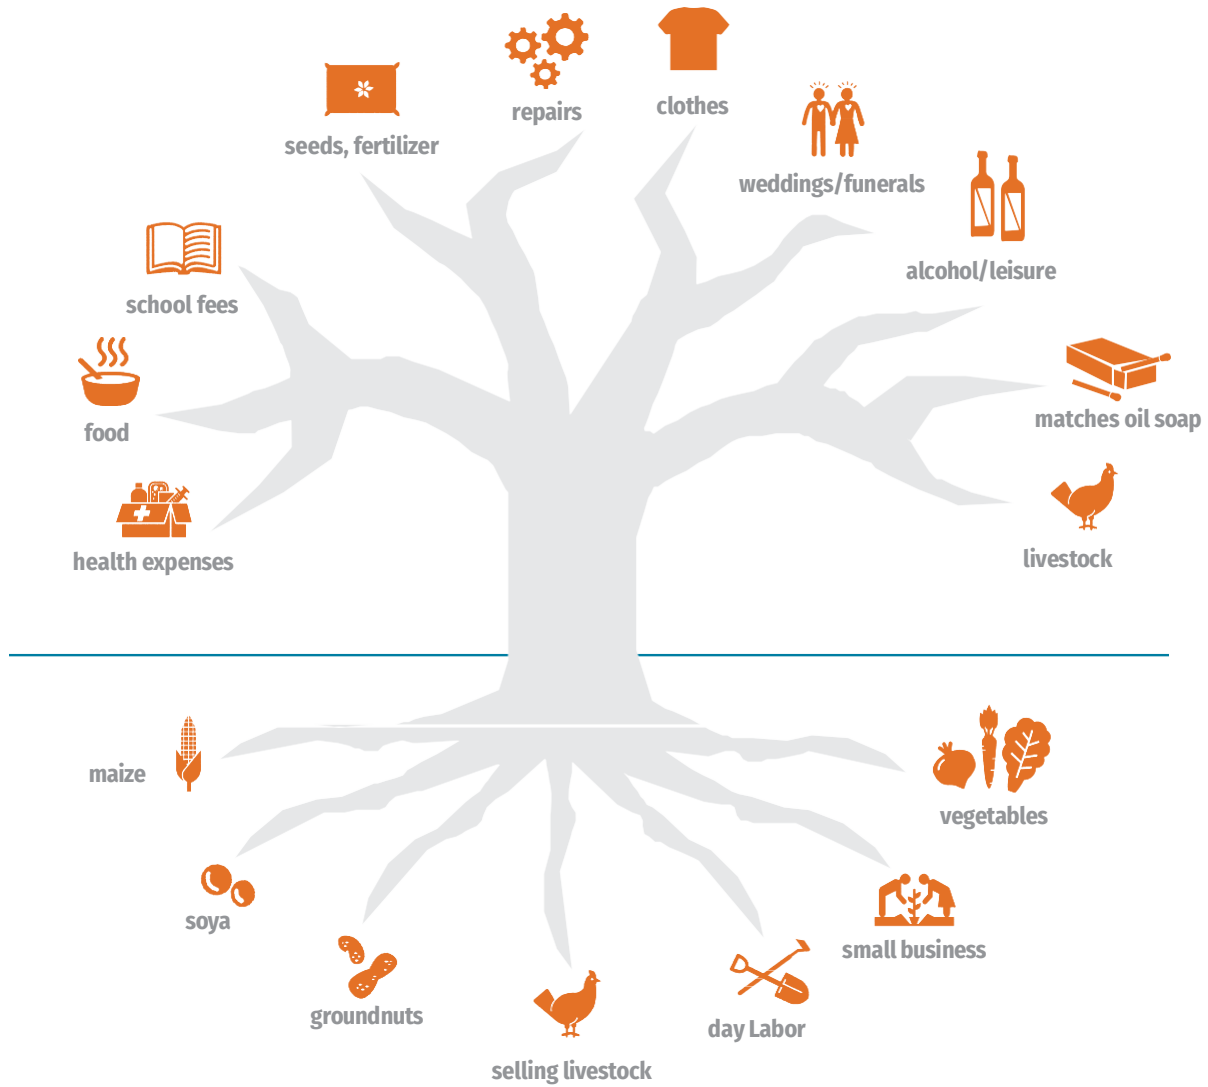 repairs
clothes
seeds, fertilizer
weddings/funerals
alcohol/leisure
school fees
matches oil soap
food
health expenses
livestock
maize
vegetables
soya
small business
groundnuts
day Labor
selling livestock